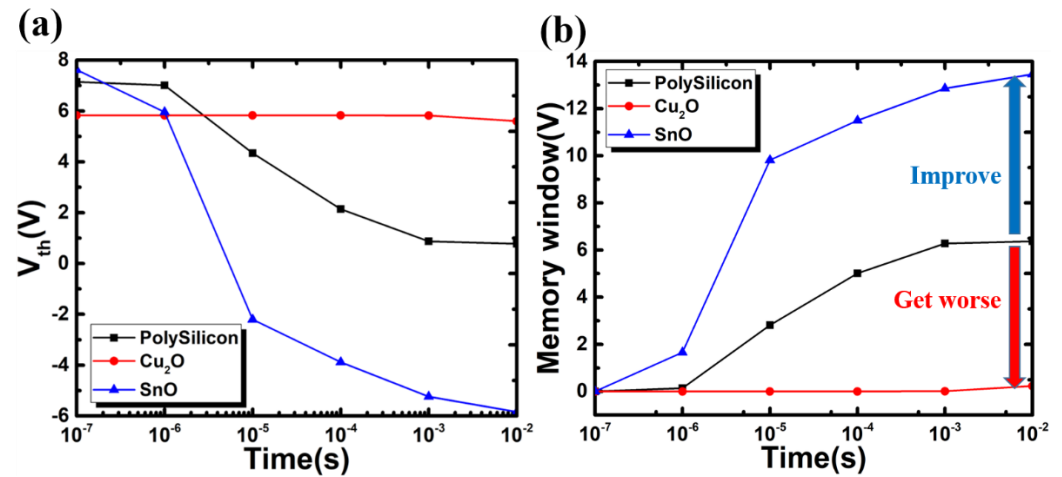 (a)
8
6
4
2
0
-2
-4
-6
V_th (V)
PolySilicon
Cu₂O
SnO
10⁻⁷ 10⁻⁶ 10⁻⁵ 10⁻⁴ 10⁻³ 10⁻²
Time(s)
(b)
14
12
10
8
6
4
2
0
Memory window(V)
PolySilicon
Cu₂O
SnO
Improve
Get worse
10⁻⁷ 10⁻⁶ 10⁻⁵ 10⁻⁴ 10⁻³ 10⁻²
Time(s)